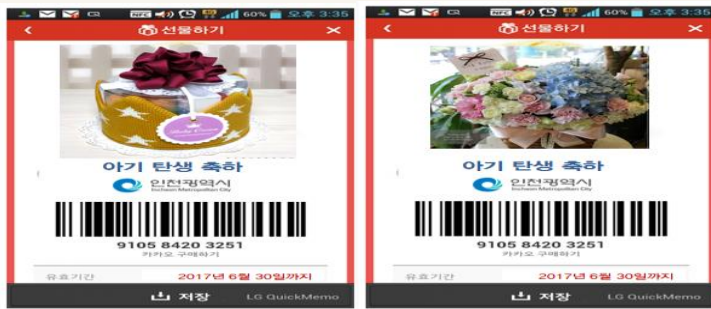 NFC 4G 60% 오후 3:35
선물하기
아기 탄생 축하
인천광역시
Incheon Metropolitan City
9105 8420 3251
카카오 구매하기
유효기간 2017년 6월 30일까지
저장 LG QuickMemo
NFC 4G 60% 오후 3:35
선물하기
아기 탄생 축하
인천광역시
Incheon Metropolitan City
9105 8420 3251
카카오 구매하기
유효기간 2017년 6월 30일까지
저장 LG QuickMemo